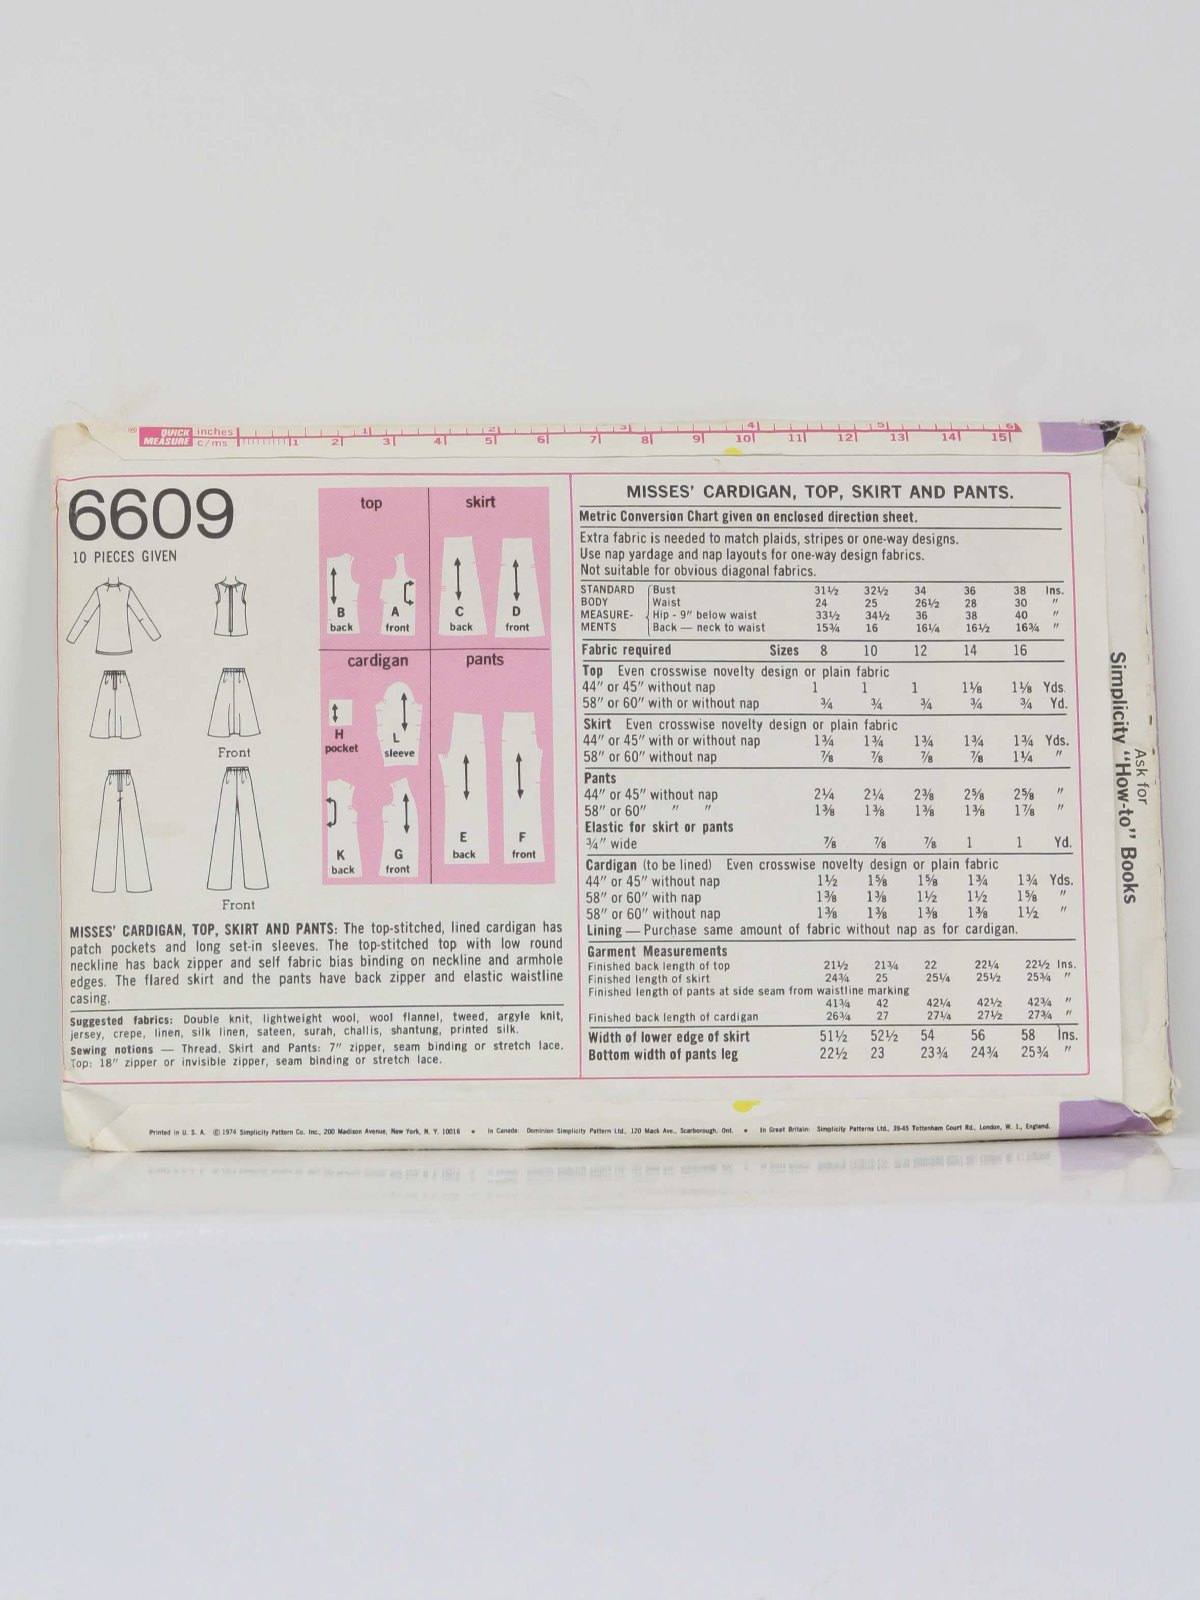 ® QUICK MEASURE inches 1 2 3 4 5 6
c/ms 1 2 3 4 5 6 7 8 9 10 11 12 13 14 15
6609
10 PIECES GIVEN
Front
Front
top
skirt
B
back
A
front
C
back
D
front
cardigan
pants
H
pocket
L
sleeve
K
back
G
front
E
back
F
front
MISSES' CARDIGAN, TOP, SKIRT AND PANTS: The top-stitched, lined cardigan has
patch pockets and long set-in sleeves. The top-stitched top with low round
neckline has back zipper and self fabric bias binding on neckline and armhole
edges. The flared skirt and the pants have back zipper and elastic waistline
casing.
Suggested fabrics: Double knit, lightweight wool, wool flannel, tweed, argyle knit,
jersey, crepe, linen, silk linen, sateen, surah, challis, shantung, printed silk.
Sewing notions — Thread. Skirt and Pants: 7" zipper, seam binding or stretch lace.
Top: 18" zipper or invisible zipper, seam binding or stretch lace.
MISSES' CARDIGAN, TOP, SKIRT AND PANTS.
Metric Conversion Chart given on enclosed direction sheet.
Extra fabric is needed to match plaids, stripes or one-way designs.
Use nap yardage and nap layouts for one-way design fabrics.
Not suitable for obvious diagonal fabrics.
STANDARD Bust 31½ 32½ 34 36 38 Ins.
BODY Waist 24 25 26½ 28 30 "
MEASURE- Hip - 9" below waist 33½ 34½ 36 38 40 "
MENTS Back — neck to waist 15¾ 16 16¼ 16½ 16¾ "
Fabric required Sizes 8 10 12 14 16
Top Even crosswise novelty design or plain fabric
44" or 45" without nap 1 1 1 1⅛ 1⅛ Yds.
58" or 60" with or without nap ¾ ¾ ¾ ¾ ¾ Yd.
Skirt Even crosswise novelty design or plain fabric
44" or 45" with or without nap 1¾ 1¾ 1¾ 1¾ 1¾ Yds.
58" or 60" without nap ⅞ ⅞ ⅞ ⅞ 1¼ "
Pants
44" or 45" without nap 2¼ 2¼ 2⅜ 2⅝ 2⅝ "
58" or 60" " " 1⅜ 1⅜ 1⅜ 1⅜ 1⅞ "
Elastic for skirt or pants
¾" wide ⅞ ⅞ ⅞ 1 1 Yd.
Cardigan (to be lined) Even crosswise novelty design or plain fabric
44" or 45" without nap 1½ 1⅝ 1⅝ 1¾ 1¾ Yds.
58" or 60" with nap 1⅜ 1⅜ 1½ 1½ 1⅝ "
58" or 60" without nap 1⅜ 1⅜ 1⅜ 1⅜ 1½ "
Lining — Purchase same amount of fabric without nap as for cardigan.
Garment Measurements
Finished back length of top 21½ 21¾ 22 22¼ 22½ Ins.
Finished length of skirt 24¾ 25 25¼ 25½ 25¾ "
Finished length of pants at side seam from waistline marking
41¾ 42 42¼ 42½ 42¾ "
Finished back length of cardigan 26¾ 27 27¼ 27½ 27¾ "
Width of lower edge of skirt 51½ 52½ 54 56 58 Ins.
Bottom width of pants leg 22½ 23 23¾ 24¾ 25¾ "
Ask for
Simplicity "How-to" Books
Printed in U. S. A. © 1974 Simplicity Pattern Co. Inc., 200 Madison Avenue, New York, N. Y. 10016 • In Canada: Dominion Simplicity Pattern Ltd., 120 Mack Ave., Scarborough, Ont. • In Great Britain: Simplicity Patterns Ltd., 39-45 Tottenham Court Rd., London, W. 1., England.